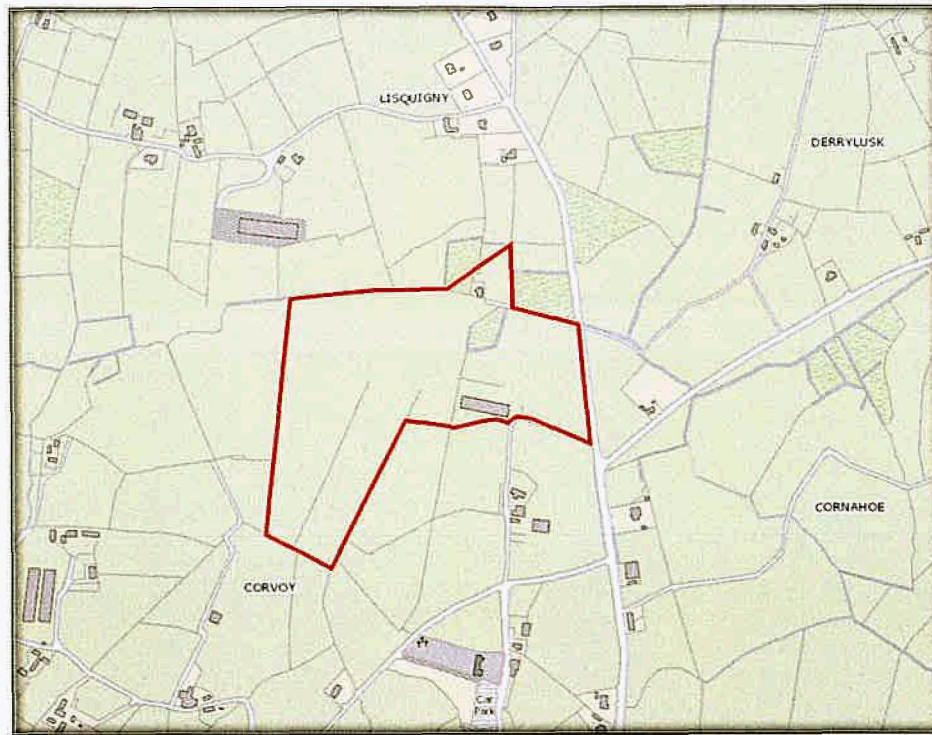 LISQUIGNY
DERRYLUSK
CORNAHOE
CORVOY
Car
Park